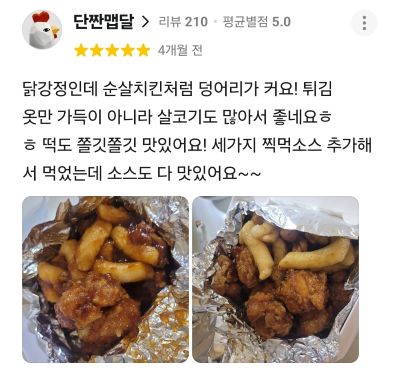 단짠맵달 > 리뷰 210 · 평균별점 5.0
4개월 전
닭강정인데 순살치킨처럼 덩어리가 커요! 튀김
옷만 가득이 아니라 살코기도 많아서 좋네요ㅎ
ㅎ 떡도 쫄깃쫄깃 맛있어요! 세가지 찍먹소스 추가해
서 먹었는데 소스도 다 맛있어요~~